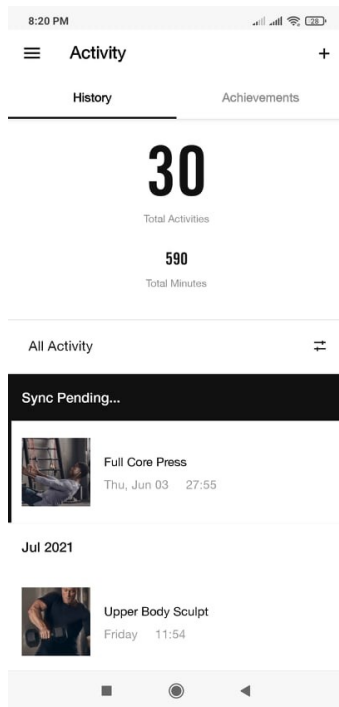 8:20 PM
28
Activity
+
History
Achievements
30
Total Activities
590
Total Minutes
All Activity
Sync Pending...
Full Core Press
Thu, Jun 03 27:55
Jul 2021
Upper Body Sculpt
Friday 11:54